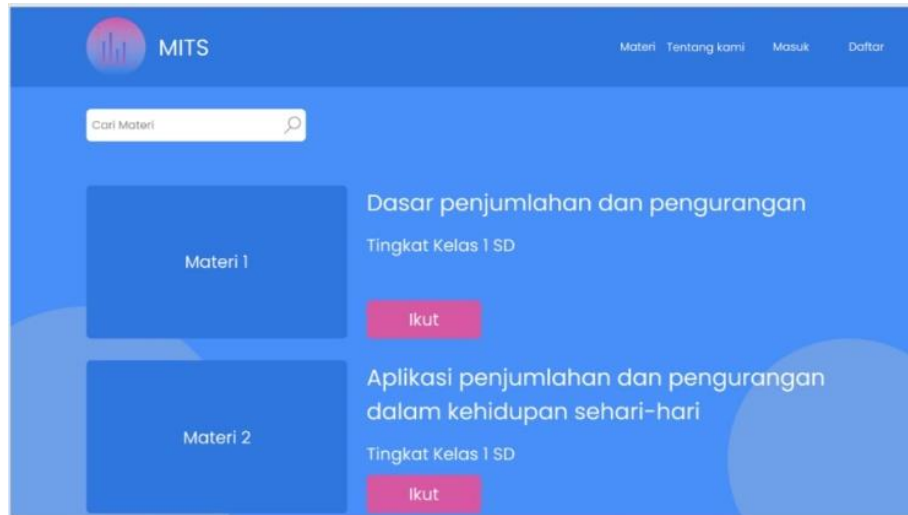 MITS
Materi Tentang kami Masuk Daftar
Cari Materi
Materi 1
Dasar penjumlahan dan pengurangan
Tingkat Kelas 1 SD
Ikut
Materi 2
Aplikasi penjumlahan dan pengurangan
dalam kehidupan sehari-hari
Tingkat Kelas 1 SD
Ikut